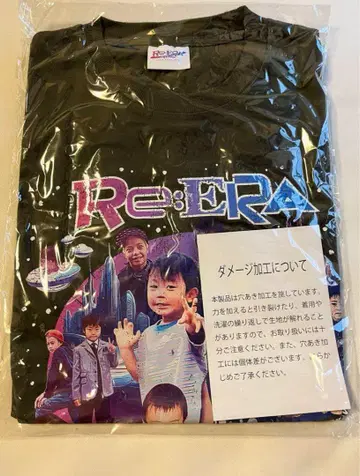 Re:ERA
Re:ERA
ダメージ加工について
本製品は穴あき加工を施しています。
力を加えると引き裂けたり、着用や
洗濯の繰り返しで生地が解れること
がありますので、お取り扱いには十
分ご注意ください。また、穴あき加
工には個体差がございます。あらか
じめご了承ください。